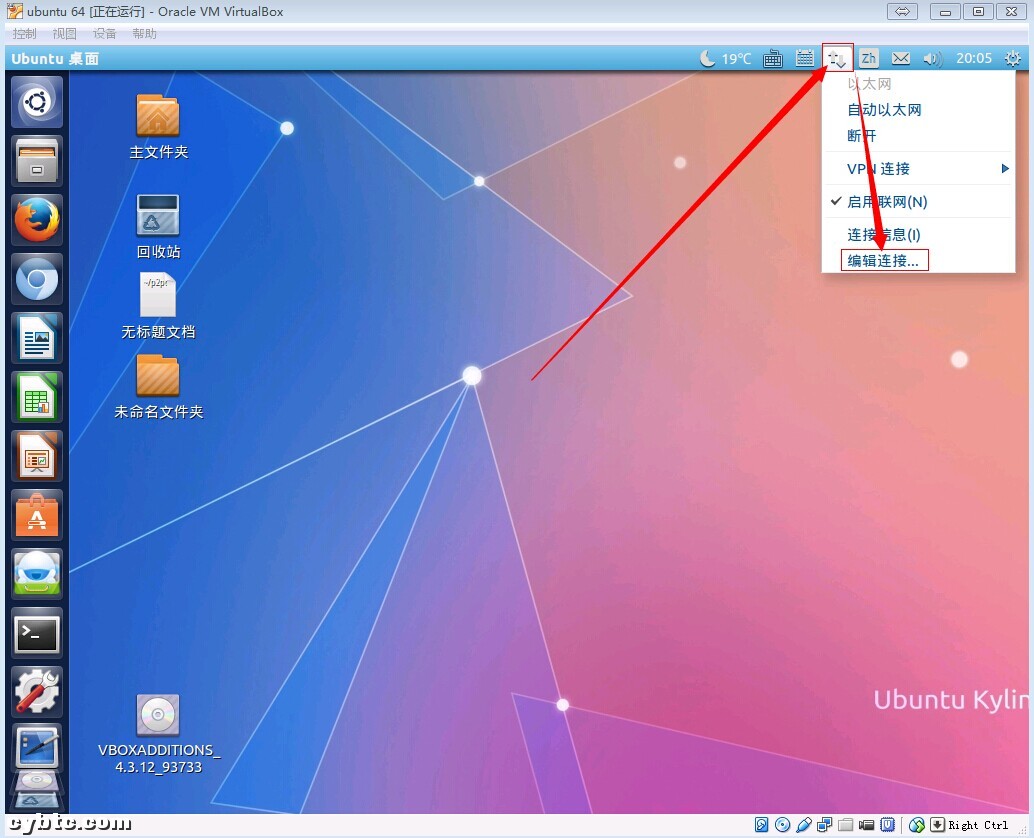 ubuntu 64 [正在运行] - Oracle VM VirtualBox
控制 视图 设备 帮助
Ubuntu 桌面
19℃ Zh 20:05
以太网
自动以太网
断开
VPN 连接
启用联网(N)
连接信息(I)
编辑连接...
主文件夹
回收站
~/p2pt
无标题文档
未命名文件夹
VBOXADDITIONS_
4.3.12_93733
Ubuntu Kylin
cybtc.com
Right Ctrl